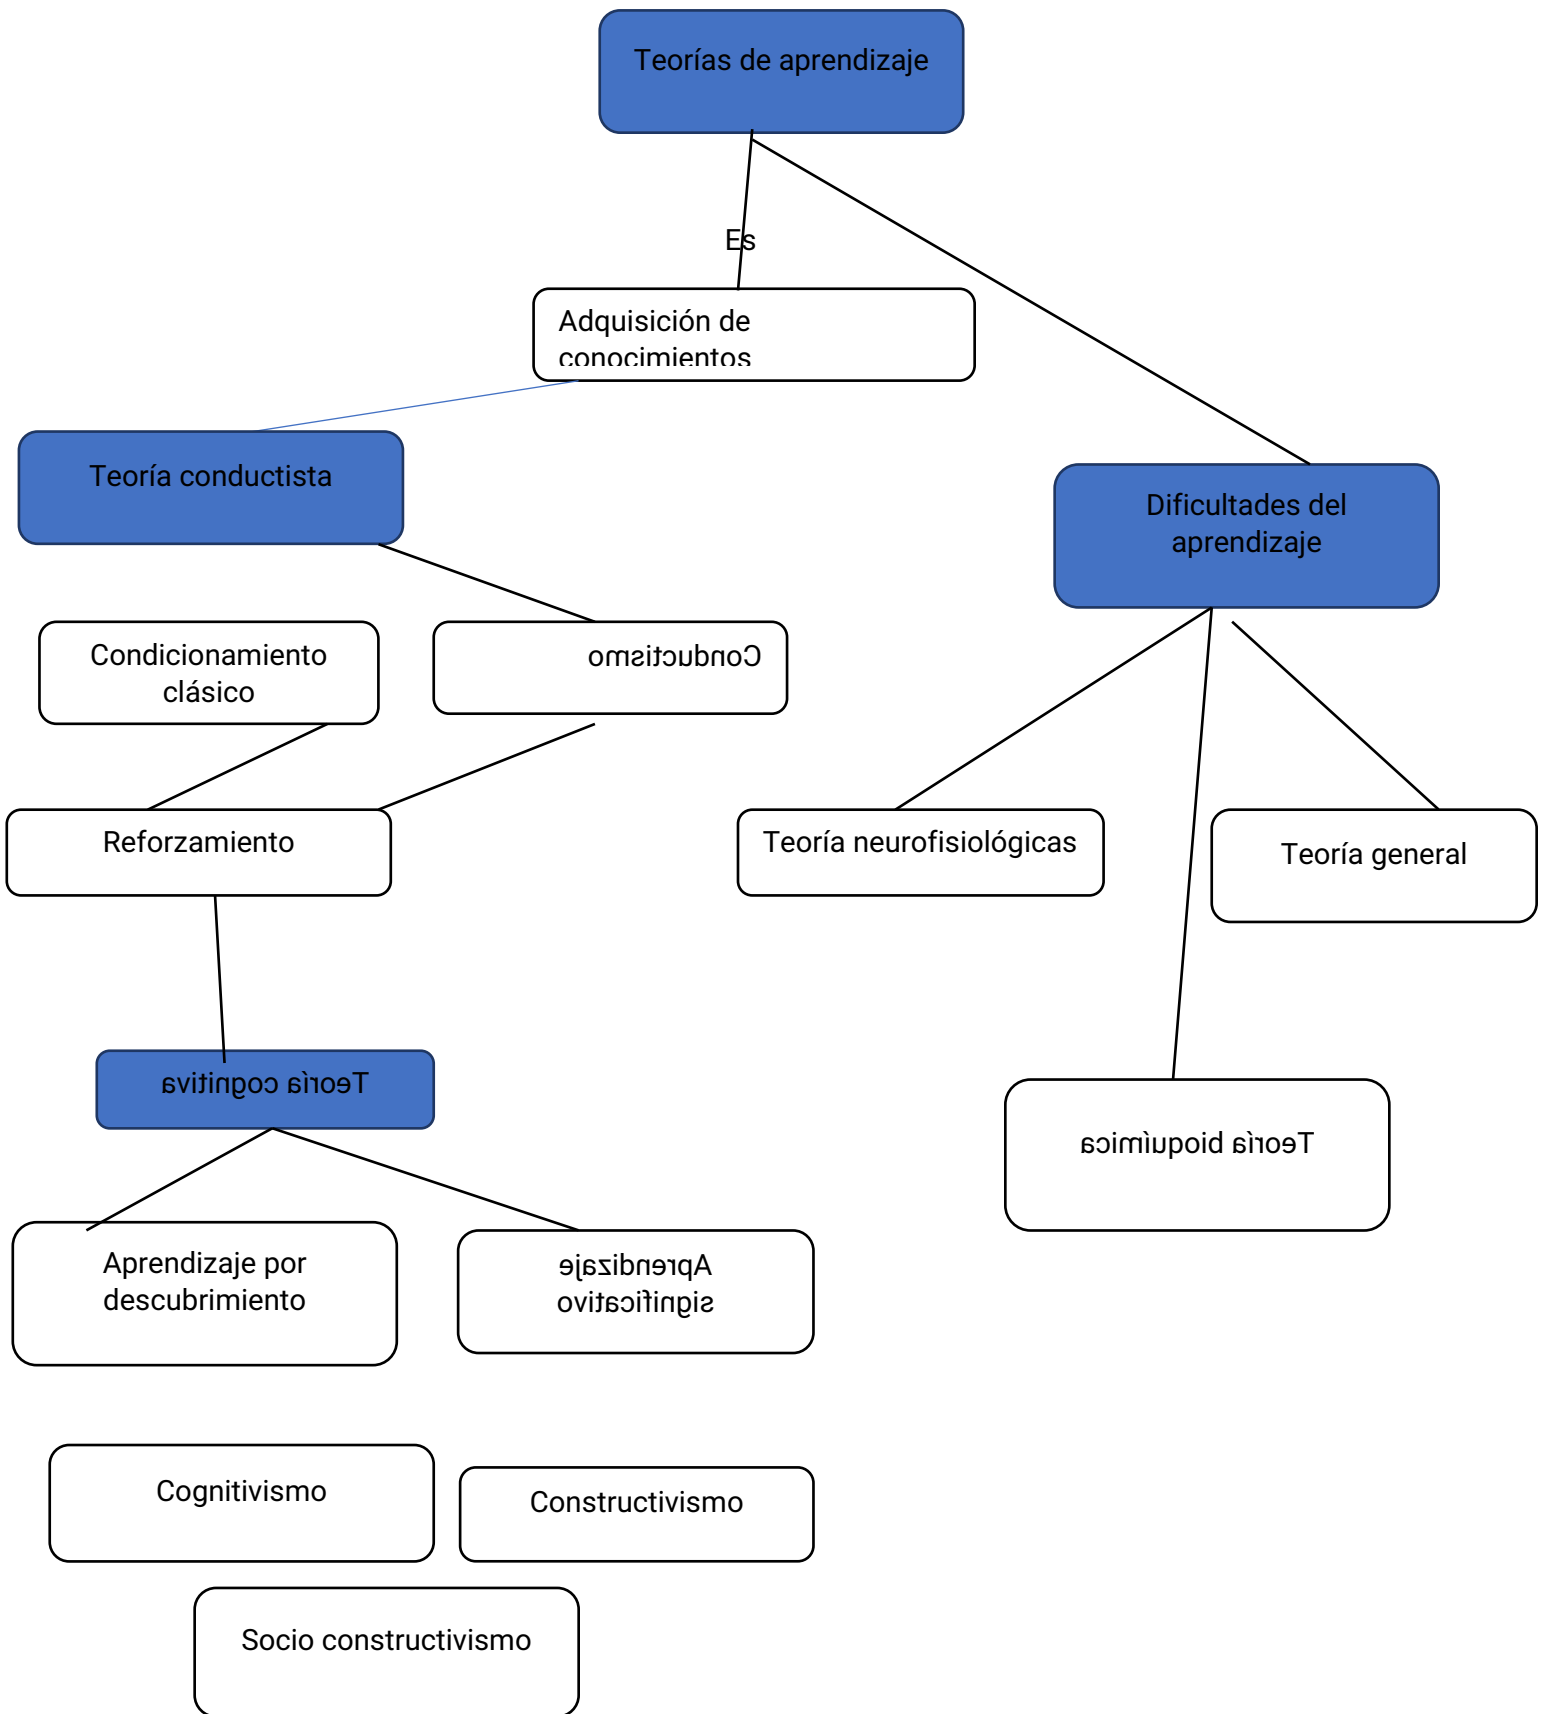 Teorías de aprendizaje
Es
Adquisición de
conocimientos
Teoría conductista
Dificultades del
aprendizaje
Condicionamiento
clásico
Conductismo
Reforzamiento
Teoría neurofisiológicas
Teoría general
Teoría cognitiva
Teoría bioquímica
Aprendizaje por
descubrimiento
Aprendizaje
significativo
Cognitivismo
Constructivismo
Socio constructivismo